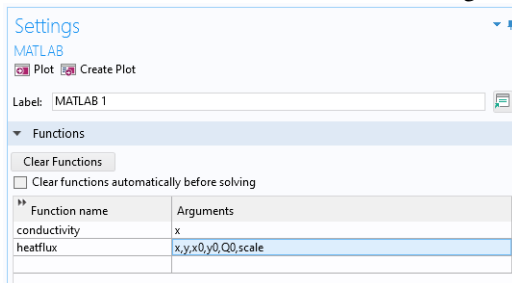 Settings
MATLAB
Plot Create Plot
Label: MATLAB 1
Functions
Clear Functions
Clear functions automatically before solving
Function name Arguments
conductivity x
heatflux x,y,x0,y0,Q0,scale